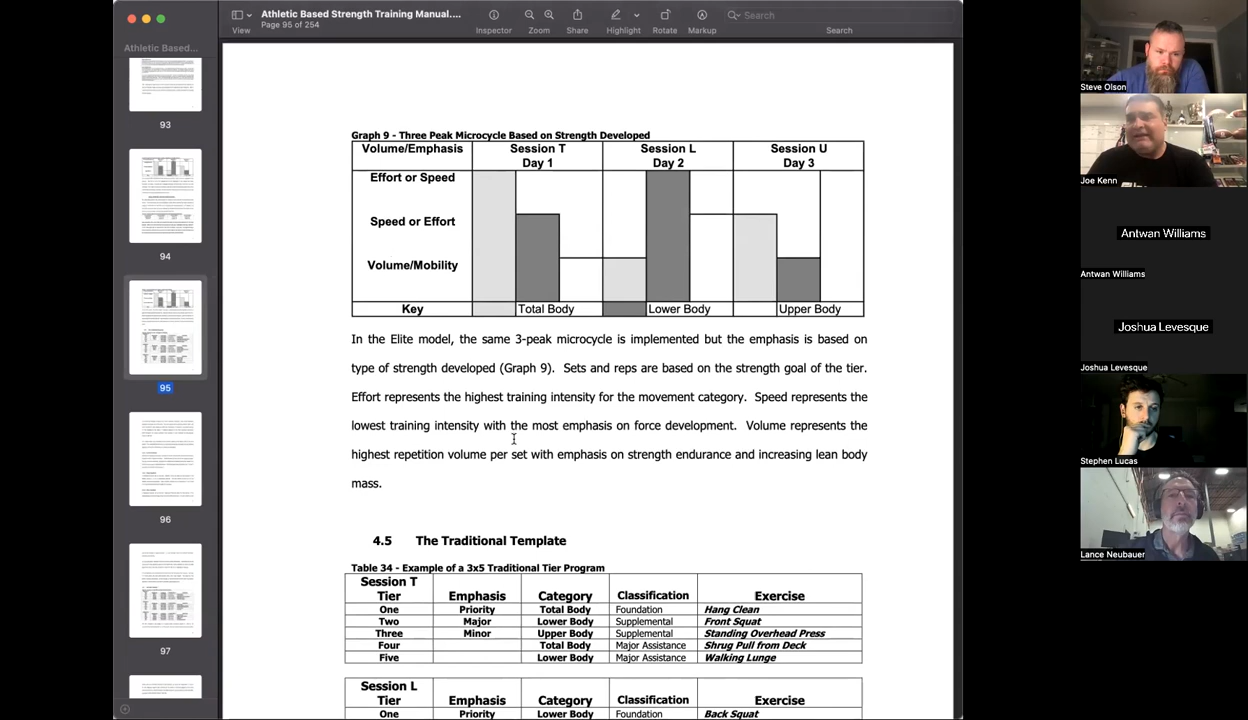 Athletic Based Strength Training Manual....
Page 95 of 254
View
Inspector
Zoom
Share
Highlight
Rotate
Markup
Search
Search
Athletic Based...
93
94
95
96
97
Graph 9 - Three Peak Microcycle Based on Strength Developed
Volume/Emphasis Session T Session L Session U
Day 1 Day 2 Day 3
Effort or Speed
Speed or Effort
Volume/Mobility
Key Total Body Lower Body Upper Body
In the Elite model, the same 3-peak microcycle is implemented but the emphasis is based on
type of strength developed (Graph 9). Sets and reps are based on the strength goal of the tier.
Effort represents the highest training intensity for the movement category. Speed represents the
lowest training intensity with the most emphasis on force development. Volume represents the
highest repetition volume per set with emphasis on strength endurance and increasing lean body
mass.
4.5 The Traditional Template
Table 34 - Example of a 3x5 Traditional Tier Program
Session T
Tier Emphasis Category Classification Exercise
One Priority Total Body Foundation Hang Clean
Two Major Lower Body Supplemental Front Squat
Three Minor Upper Body Supplemental Standing Overhead Press
Four Total Body Major Assistance Shrug Pull from Deck
Five Lower Body Major Assistance Walking Lunge
Session L
Tier Emphasis Category Classification Exercise
One Priority Lower Body Foundation Back Squat
Steve Olson
Joe Kenn
Antwan Williams
Antwan Williams
Joshua Levesque
Joshua Levesque
Stephen Lucas
Lance Neubauer